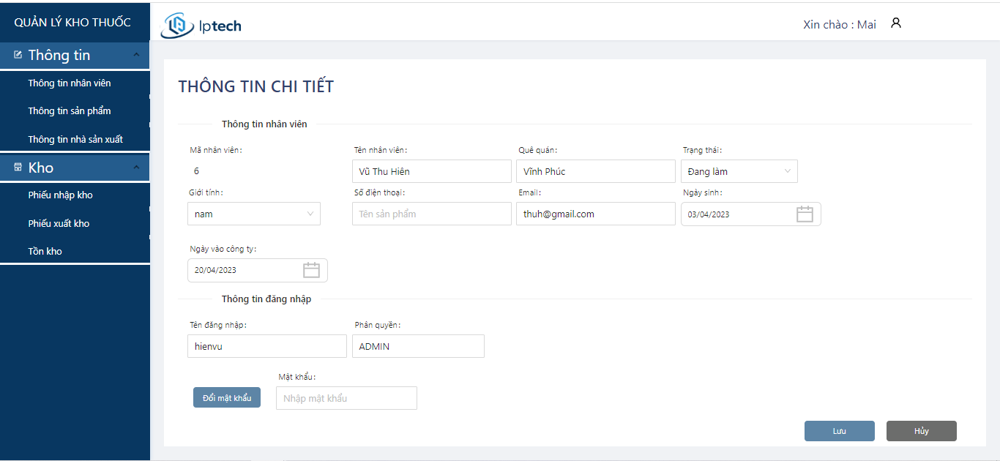 QUẢN LÝ KHO THUỐC
Iptech
Xin chào : Mai
Thông tin
Thông tin nhân viên
Thông tin sản phẩm
Thông tin nhà sản xuất
Kho
Phiếu nhập kho
Phiếu xuất kho
Tồn kho
THÔNG TIN CHI TIẾT
Thông tin nhân viên
Mã nhân viên: Tên nhân viên: Quê quán: Trạng thái:
6 Vũ Thu Hiên Vĩnh Phúc Đang làm
Giới tính: Số điện thoại: Email: Ngày sinh:
nam Tên sản phẩm thuh@gmail.com 03/04/2023
Ngày vào công ty:
20/04/2023
Thông tin đăng nhập
Tên đăng nhập: Phân quyền:
hienvu ADMIN
Mật khẩu:
Đổi mật khẩu Nhập mật khẩu
Lưu Hủy